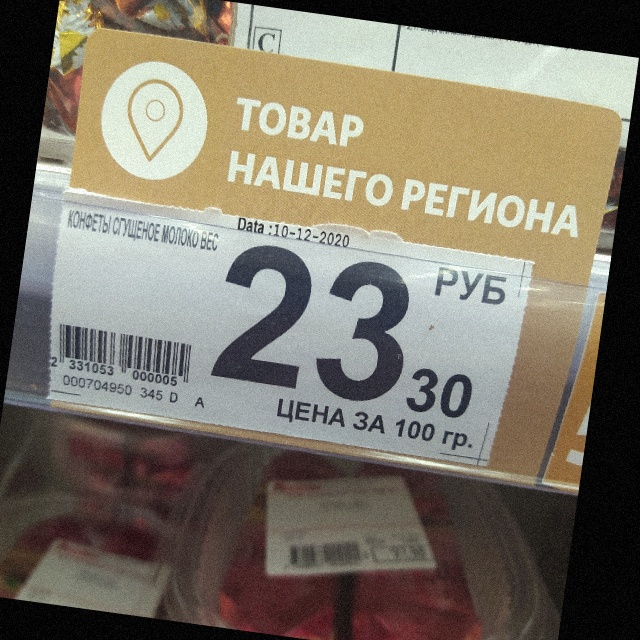 C
ТОВАР
НАШЕГО РЕГИОНА
Data :10-12-2020
КОНФЕТЫ СГУЩЕНОЕ МОЛОКО ВЕС
23 30
РУБ
2 331053 000005
000704950 345 D A
ЦЕНА ЗА 100 гр.